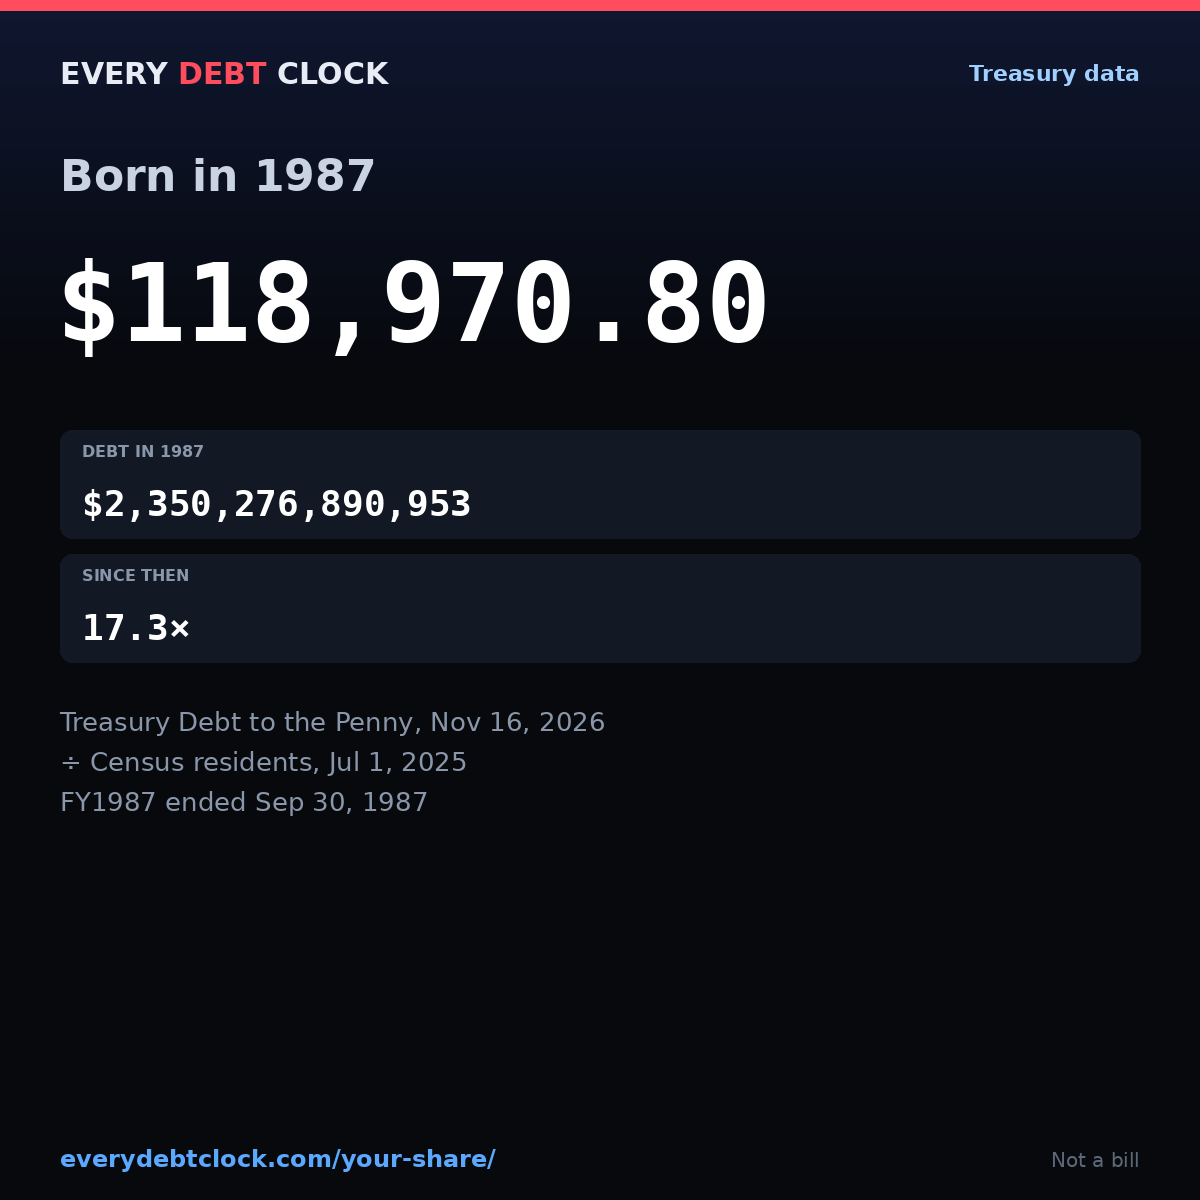 EVERY DEBT CLOCK
Treasury data
Born in 1987
$118,970.80
DEBT IN 1987
$2,350,276,890,953
SINCE THEN
17.3×
Treasury Debt to the Penny, Nov 16, 2026
÷ Census residents, Jul 1, 2025
FY1987 ended Sep 30, 1987
everydebtclock.com/your-share/
Not a bill